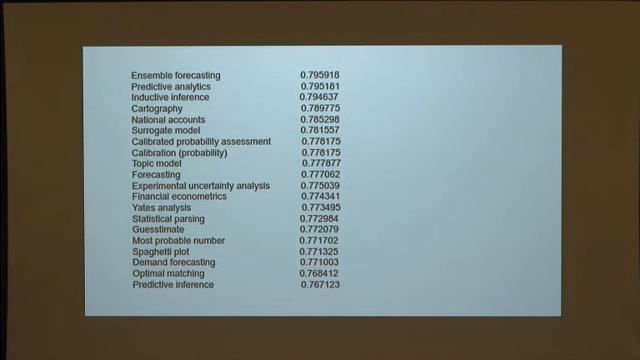 Ensemble forecasting 0.795918
Predictive analytics 0.795181
Inductive inference 0.794637
Cartography 0.789775
National accounts 0.785298
Surrogate model 0.781557
Calibrated probability assessment 0.778175
Calibration (probability) 0.778175
Topic model 0.777877
Forecasting 0.777062
Experimental uncertainty analysis 0.775039
Financial econometrics 0.774341
Yates analysis 0.773495
Statistical parsing 0.772984
Guesstimate 0.772079
Most probable number 0.771702
Spaghetti plot 0.771325
Demand forecasting 0.771003
Optimal matching 0.768412
Predictive inference 0.767123